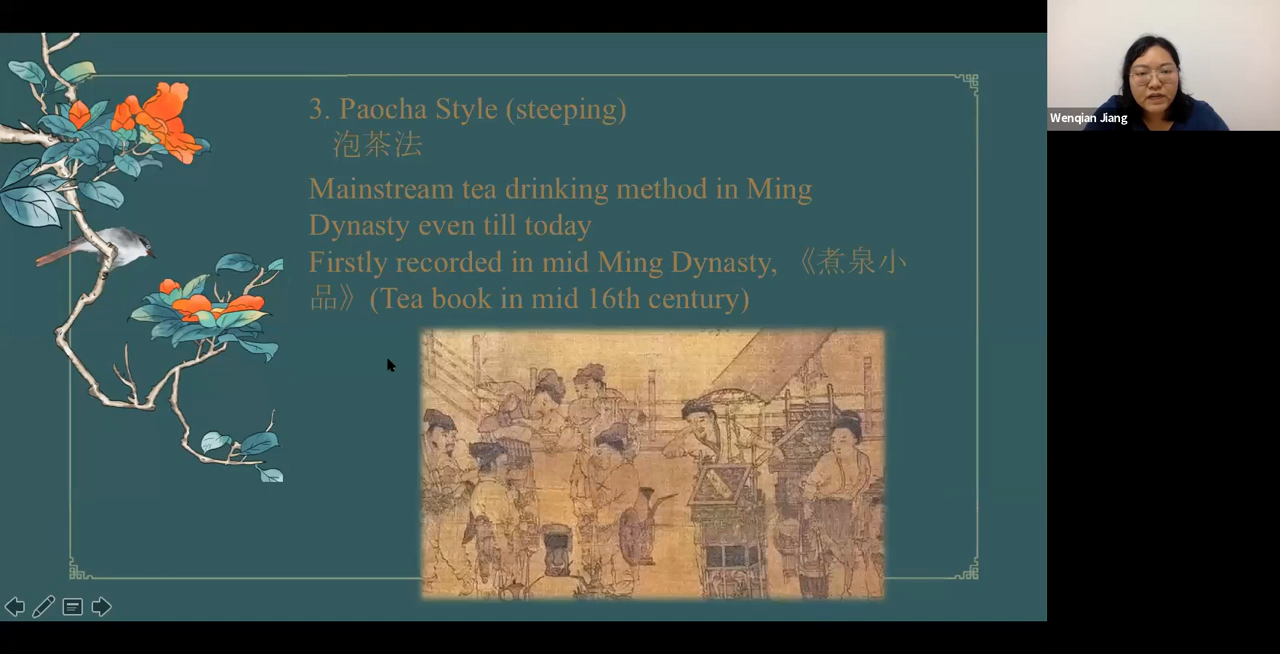 3. Paocha Style (steeping)
泡茶法
Mainstream tea drinking method in Ming
Dynasty even till today
Firstly recorded in mid Ming Dynasty, 《煮泉小
品》(Tea book in mid 16th century)
Wenqian Jiang